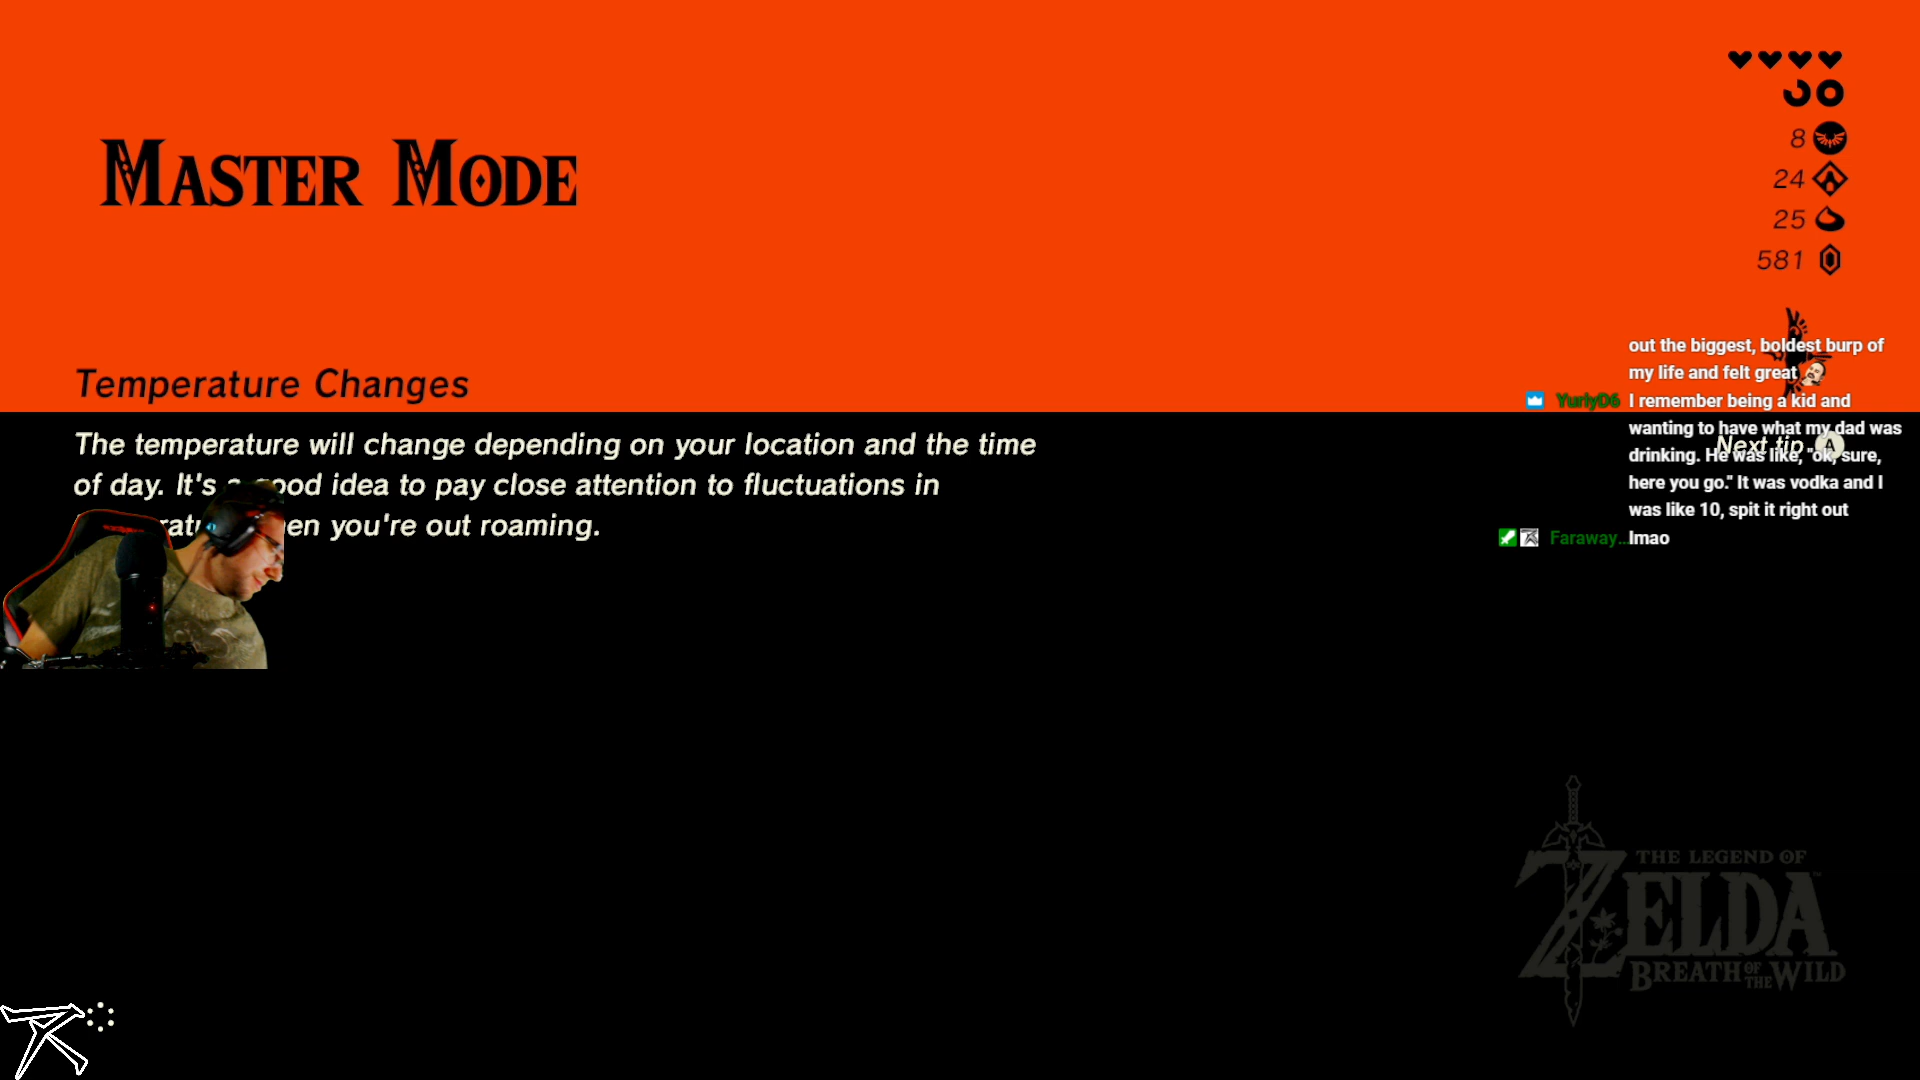 MASTER MODE
8
24
25
581
Temperature Changes
The temperature will change depending on your location and the time
of day. It's a good idea to pay close attention to fluctuations in
you're out roaming.
Next tip A
out the biggest, boldest burp of
my life and felt great
YurlyD6 I remember being a kid and
wanting to have what my dad was
drinking. He was like, "ok, sure,
here you go." It was vodka and I
was like 10, spit it right out
Faraway... lmao
THE LEGEND OF
ZELDA
BREATH OF THE WILD